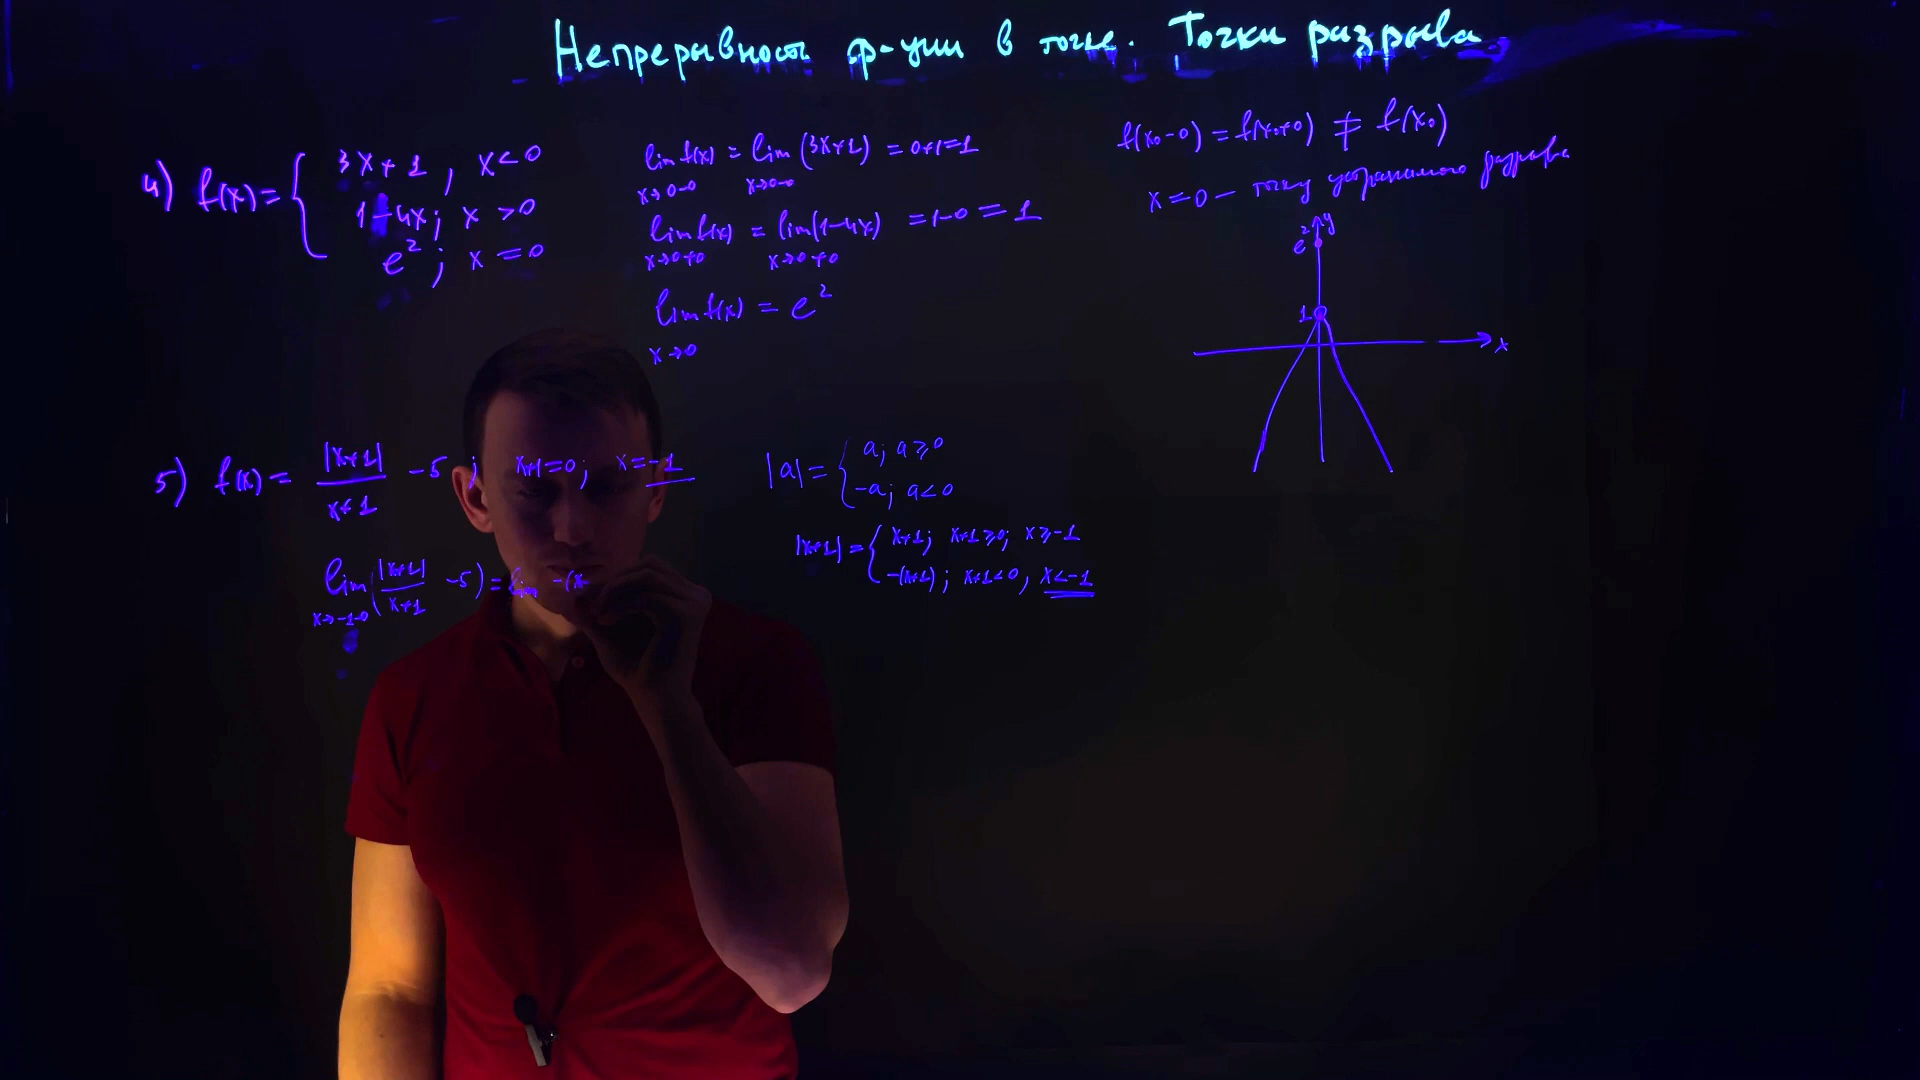 Непрерывность ф-ции в точке. Точки разрыва
4) f(x) = { 3x+1, x<0
1-4x; x>0
e²; x=0
lim f(x) = lim (3x+1) = 0+1=1
x→0-0 x→0-0
lim f(x) = lim(1-4x) = 1-0 = 1
x→0+0 x→0+0
lim f(x) = e²
x→0
f(x₀-0) = f(x₀+0) ≠ f(x₀)
x=0 – точка устранимого разрыва
y
e²
1
x
5) f(x) = |x+1|/(x+1) -5; x+1=0; x=-1
|a| = { a; a≥0
-a; a<0
|x+1| = { x+1; x+1≥0; x≥-1
-(x+1); x+1<0, x<-1
lim (|x+1|/(x+1) -5) = lim -(x
x→-1-0